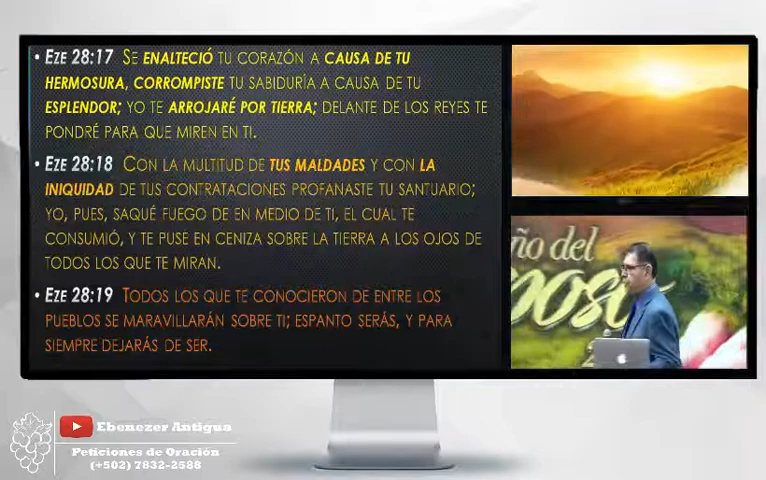 • Eze 28:17 Se ENALTECIÓ TU CORAZÓN A CAUSA DE TU
HERMOSURA, CORROMPISTE TU SABIDURÍA A CAUSA DE TU
ESPLENDOR; YO TE ARROJARÉ POR TIERRA; DELANTE DE LOS REYES TE
PONDRÉ PARA QUE MIREN EN TI.
• Eze 28:18 CON LA MULTITUD DE TUS MALDADES Y CON LA
INIQUIDAD DE TUS CONTRATACIONES PROFANASTE TU SANTUARIO;
YO, PUES, SAQUÉ FUEGO DE EN MEDIO DE TI, EL CUAL TE
CONSUMIÓ, Y TE PUSE EN CENIZA SOBRE LA TIERRA A LOS OJOS DE
TODOS LOS QUE TE MIRAN.
• Eze 28:19 TODOS LOS QUE TE CONOCIERON DE ENTRE LOS
PUEBLOS SE MARAVILLARÁN SOBRE TI; ESPANTO SERÁS, Y PARA
SIEMPRE DEJARÁS DE SER.
ño del
Ebenezer Antigua
Peticiones de Oración
(+502) 7832-2588